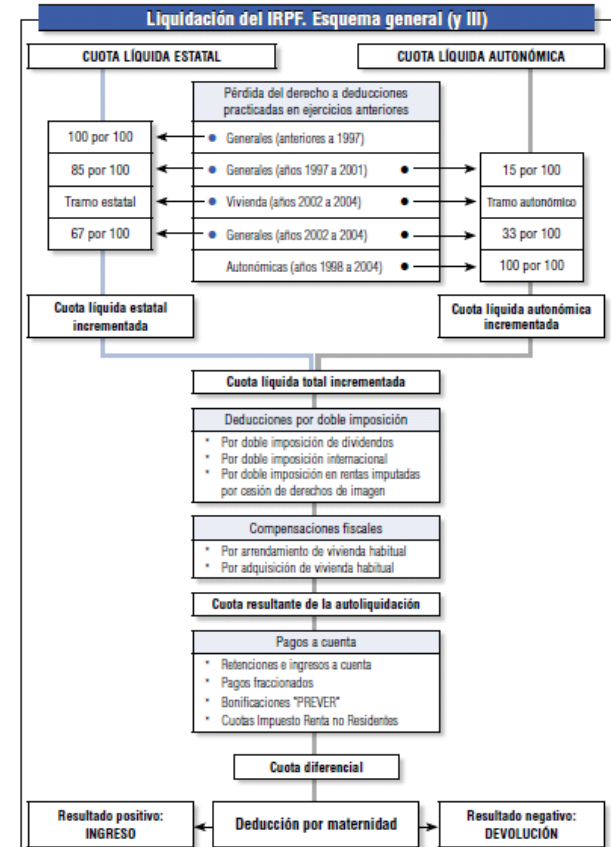 Liquidación del IRPF. Esquema general (y III)
CUOTA LÍQUIDA ESTATAL
CUOTA LÍQUIDA AUTONÓMICA
Pérdida del derecho a deducciones
practicadas en ejercicios anteriores
100 por 100
• Generales (anteriores a 1997)
85 por 100
• Generales (años 1997 a 2001) •
15 por 100
Tramo estatal
• Vivienda (años 2002 a 2004) •
Tramo autonómico
67 por 100
• Generales (años 2002 a 2004) •
33 por 100
Autonómicas (años 1998 a 2004) •
100 por 100
Cuota líquida estatal
incrementada
Cuota líquida autonómica
incrementada
Cuota líquida total incrementada
Deducciones por doble imposición
* Por doble imposición de dividendos
* Por doble imposición internacional
* Por doble imposición en rentas imputadas
por cesión de derechos de imagen
Compensaciones fiscales
* Por arrendamiento de vivienda habitual
* Por adquisición de vivienda habitual
Cuota resultante de la autoliquidación
Pagos a cuenta
* Retenciones e ingresos a cuenta
* Pagos fraccionados
* Bonificaciones "PREVER"
* Cuotas Impuesto Renta no Residentes
Cuota diferencial
Resultado positivo:
INGRESO
Deducción por maternidad
Resultado negativo:
DEVOLUCIÓN